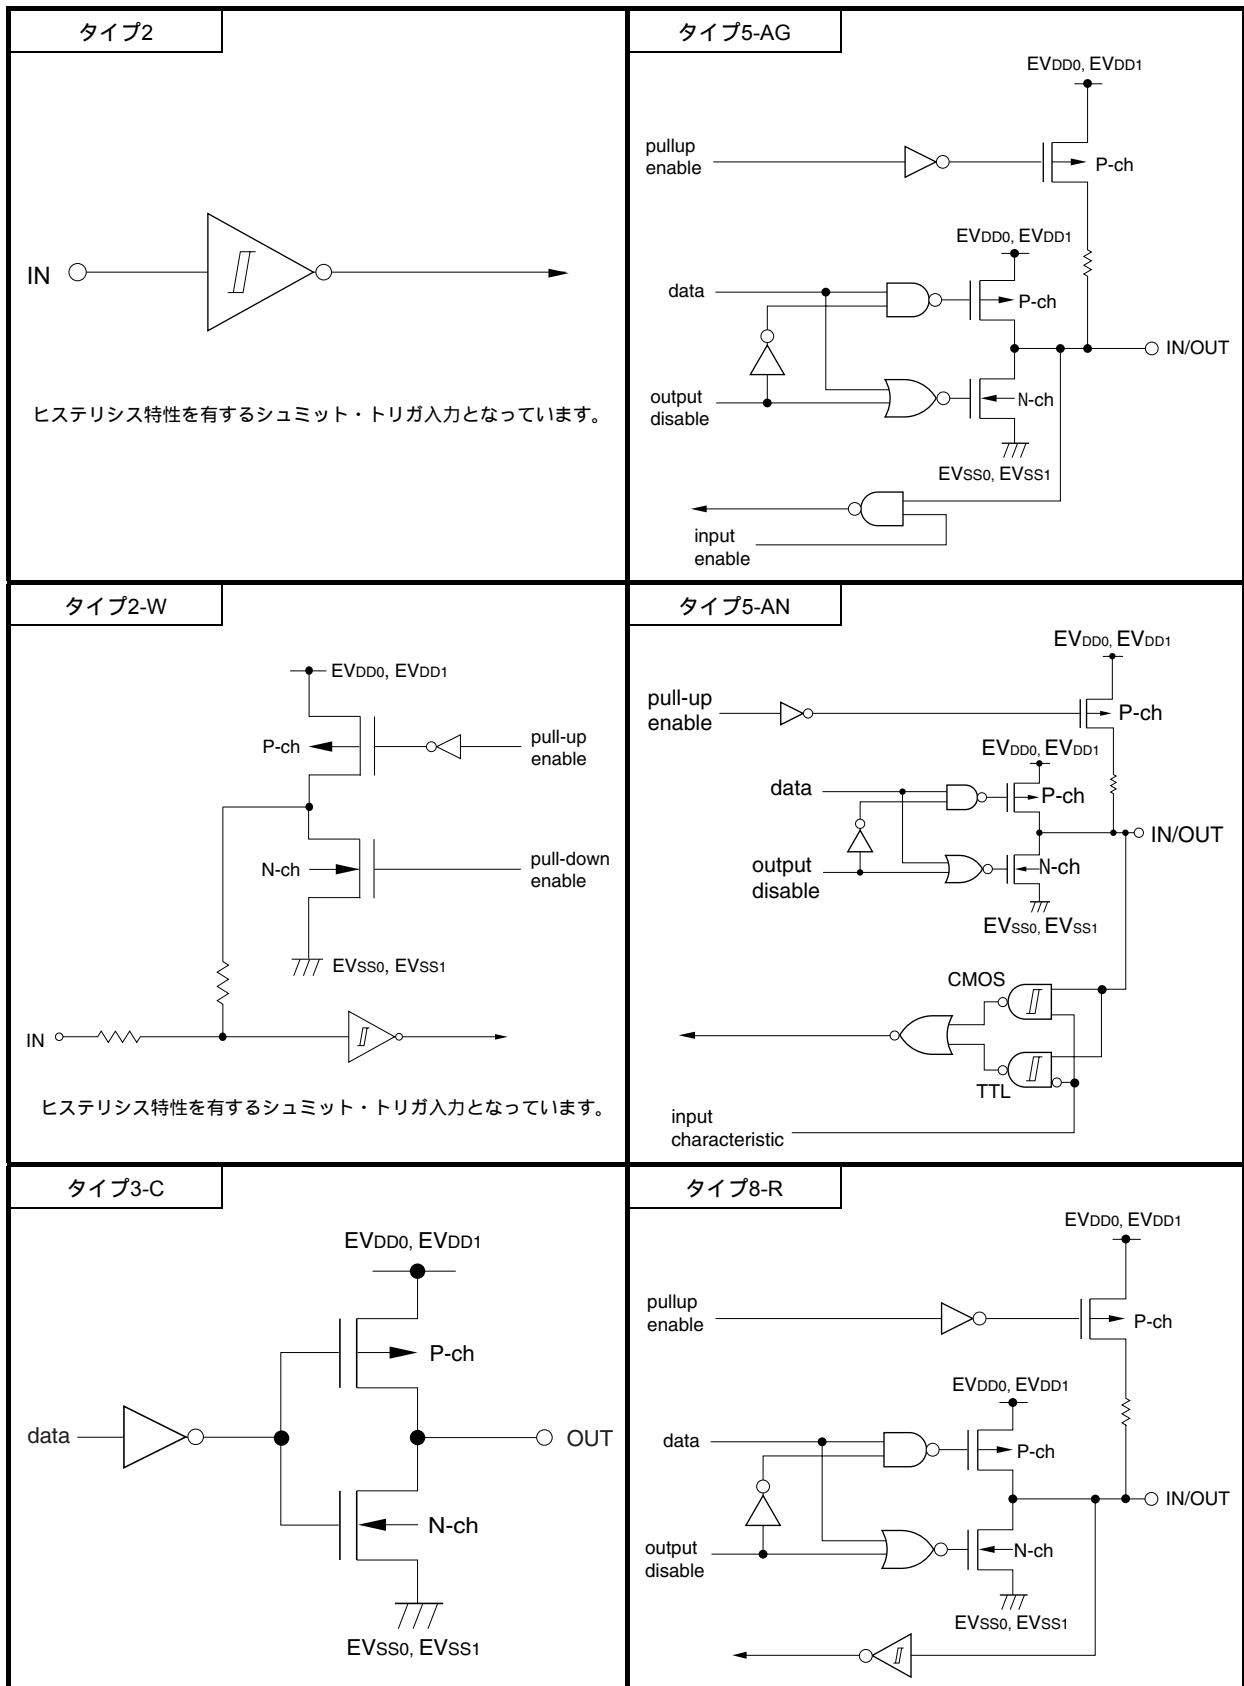 タイプ2
IN
ヒステリシス特性を有するシュミット・トリガ入力となっています。
タイプ5-AG
EVDD0, EVDD1
pullup
enable
P-ch
EVDD0, EVDD1
data
P-ch
IN/OUT
output
disable
N-ch
EVSS0, EVSS1
input
enable
タイプ2-W
EVDD0, EVDD1
P-ch
pull-up
enable
N-ch
pull-down
enable
EVSS0, EVSS1
IN
ヒステリシス特性を有するシュミット・トリガ入力となっています。
タイプ5-AN
EVDD0, EVDD1
pull-up
enable
P-ch
EVDD0, EVDD1
data
P-ch
IN/OUT
output
disable
N-ch
EVSS0, EVSS1
CMOS
TTL
input
characteristic
タイプ3-C
EVDD0, EVDD1
P-ch
data
OUT
N-ch
EVSS0, EVSS1
タイプ8-R
EVDD0, EVDD1
pullup
enable
P-ch
EVDD0, EVDD1
data
P-ch
IN/OUT
output
disable
N-ch
EVSS0, EVSS1